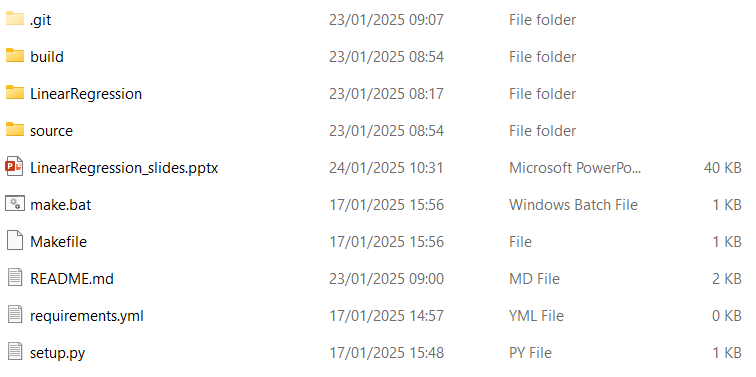 .git 23/01/2025 09:07 File folder
build 23/01/2025 08:54 File folder
LinearRegression 23/01/2025 08:17 File folder
source 23/01/2025 08:54 File folder
LinearRegression_slides.pptx 24/01/2025 10:31 Microsoft PowerPo... 40 KB
make.bat 17/01/2025 15:56 Windows Batch File 1 KB
Makefile 17/01/2025 15:56 File 1 KB
README.md 23/01/2025 09:00 MD File 2 KB
requirements.yml 17/01/2025 14:57 YML File 0 KB
setup.py 17/01/2025 15:48 PY File 1 KB